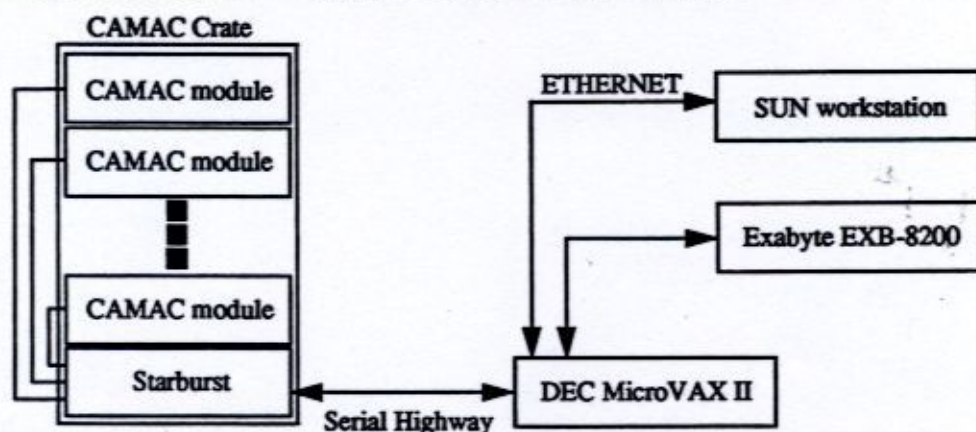 CAMAC Crate
CAMAC module
CAMAC module
CAMAC module
Starburst
Serial Highway
ETHERNET
SUN workstation
Exabyte EXB-8200
DEC MicroVAX II